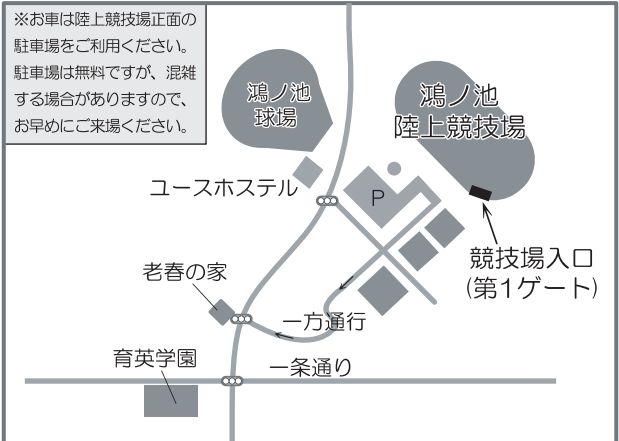 ※お車は陸上競技場正面の
駐車場をご利用ください。
駐車場は無料ですが、混雑
する場合がありますので、
お早めにご来場ください。
鴻ノ池
球場
鴻ノ池
陸上競技場
ユースホステル
P
競技場入口
(第1ゲート)
老春の家
一方通行
育英学園
一条通り